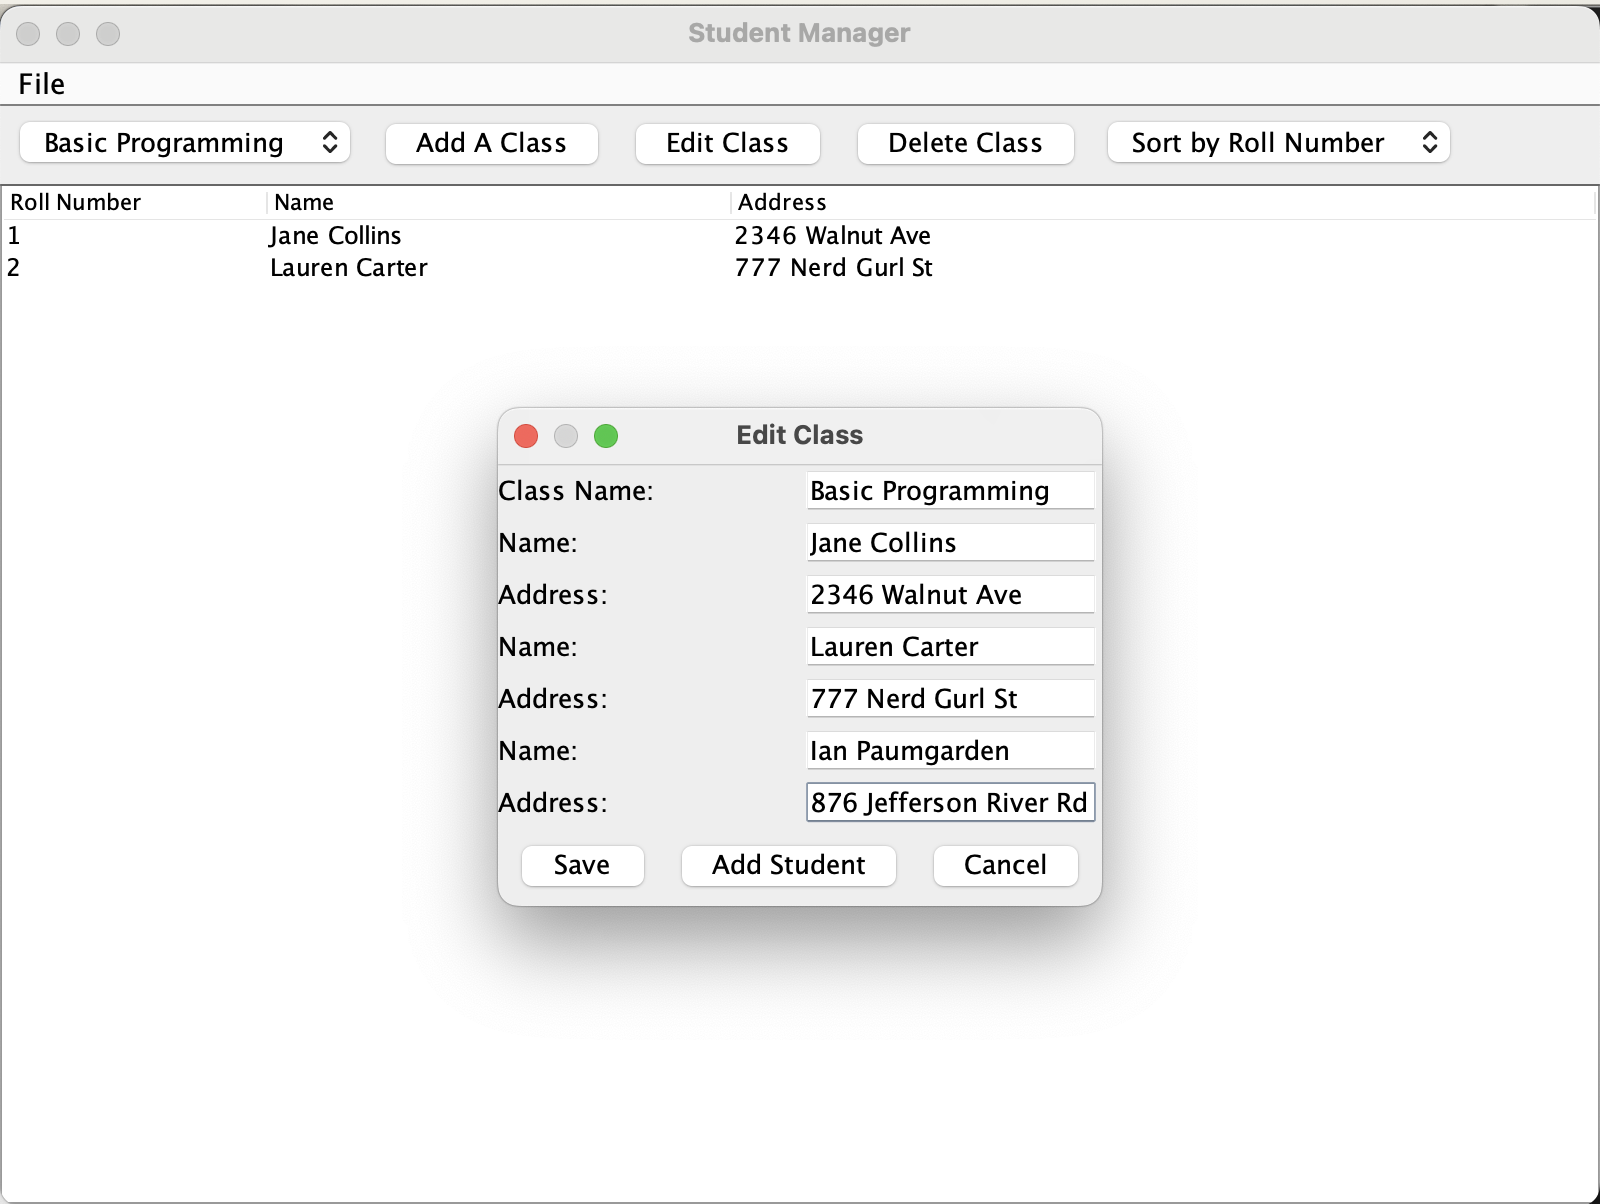 Student Manager
File
Basic Programming Add A Class Edit Class Delete Class Sort by Roll Number
Roll Number Name Address
1 Jane Collins 2346 Walnut Ave
2 Lauren Carter 777 Nerd Gurl St
Edit Class
Class Name: Basic Programming
Name: Jane Collins
Address: 2346 Walnut Ave
Name: Lauren Carter
Address: 777 Nerd Gurl St
Name: Ian Paumgarden
Address: 876 Jefferson River Rd
Save Add Student Cancel